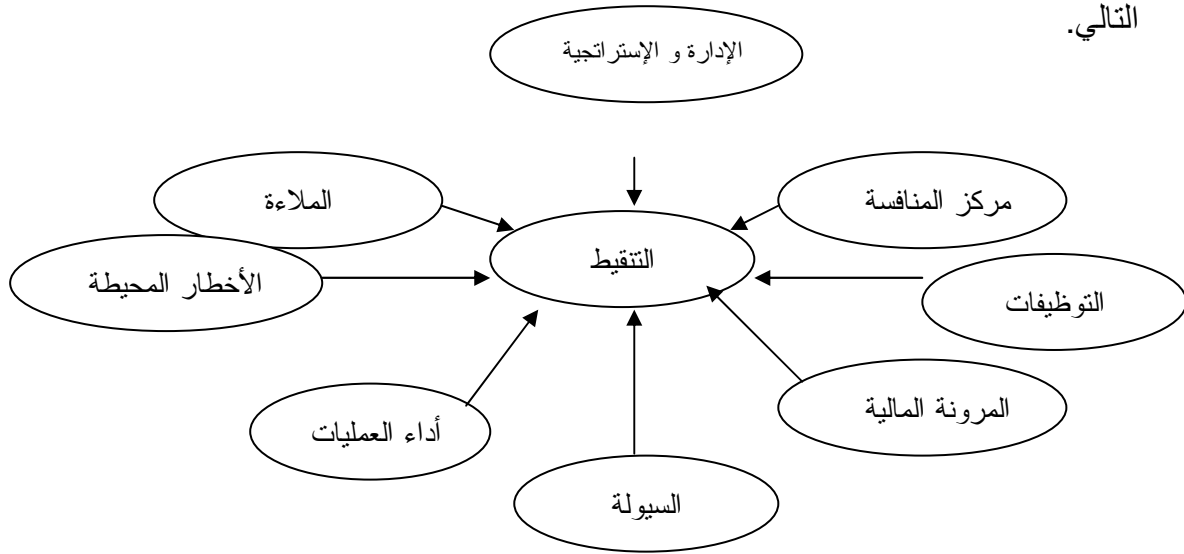 التالي.
الإدارة و الإستراتجية
مركز المنافسة
الملاءة
التنقيط
الأخطار المحيطة
التوظيفات
المرونة المالية
أداء العمليات
السيولة